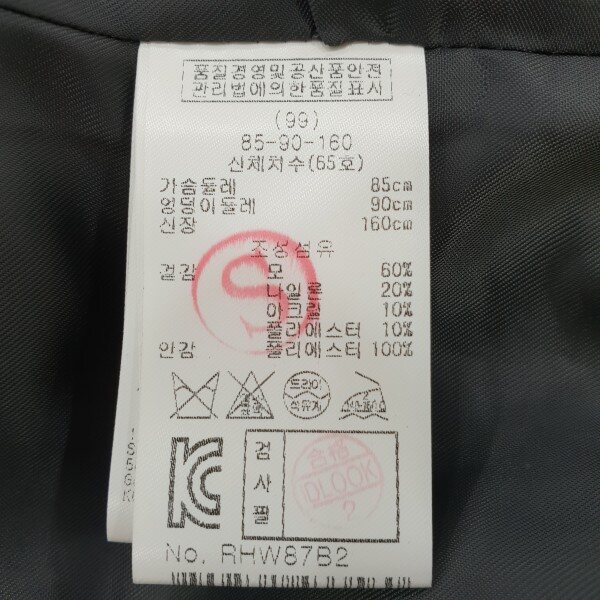 품질경영및공산품안전
관리법에의한품질표시
(99)
85-90-160
신체치수(65호)
가슴둘레 85cm
엉덩이둘레 90cm
신장 160cm
조성섬유
겉감 모 60%
나일론 20%
아크릴 10%
폴리에스터 10%
안감 폴리에스터 100%
드라이
석유계
검사필
合格
DLOOK
7
No. RHW87B2